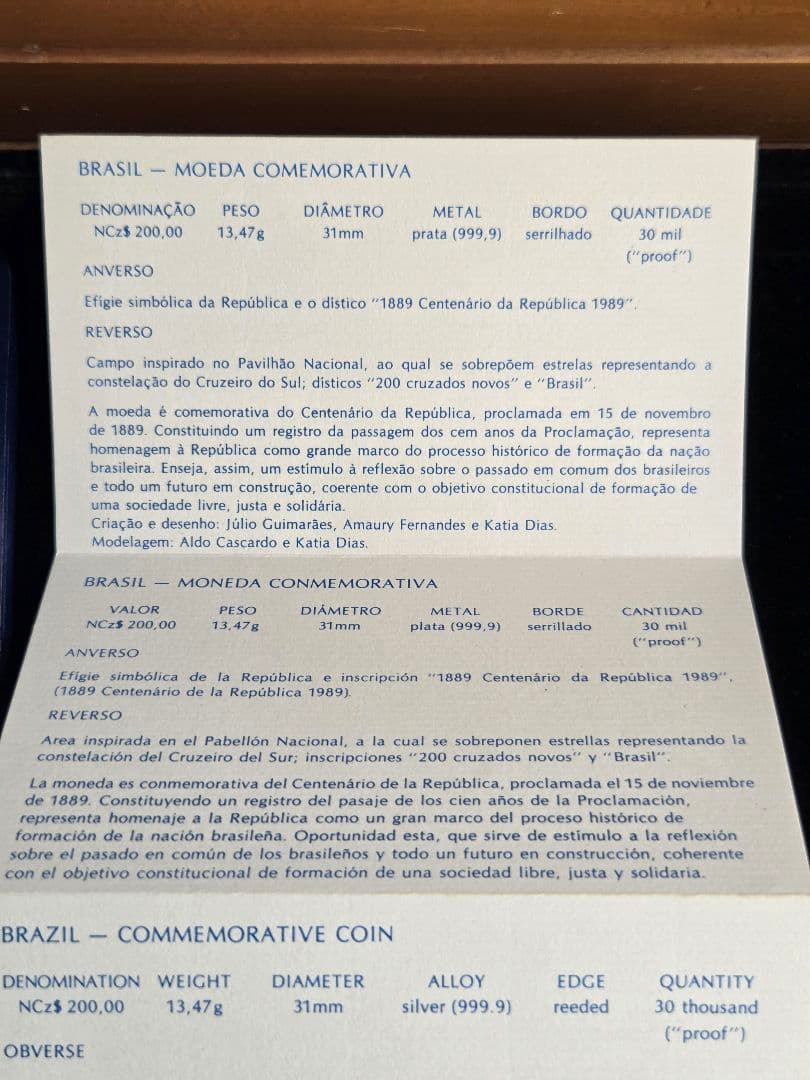 BRASIL — MOEDA COMEMORATIVA
DENOMINAÇÃO PESO DIÂMETRO METAL BORDO QUANTIDADE
NCz$ 200,00 13,47g 31mm prata (999,9) serrilhado 30 mil
("proof")
ANVERSO
Efígie simbólica da República e o dístico "1889 Centenário da República 1989".
REVERSO
Campo inspirado no Pavilhão Nacional, ao qual se sobrepõem estrelas representando a
constelação do Cruzeiro do Sul; dísticos "200 cruzados novos" e "Brasil".
A moeda é comemorativa do Centenário da República, proclamada em 15 de novembro
de 1889. Constituindo um registro da passagem dos cem anos da Proclamação, representa
homenagem à República como grande marco do processo histórico de formação da nação
brasileira. Enseja, assim, um estímulo à reflexão sobre o passado em comum dos brasileiros
e todo um futuro em construção, coerente com o objetivo constitucional de formação de
uma sociedade livre, justa e solidária.
Criação e desenho: Júlio Guimarães, Amaury Fernandes e Katia Dias.
Modelagem: Aldo Cascardo e Katia Dias.
BRASIL — MONEDA CONMEMORATIVA
VALOR PESO DIÁMETRO METAL BORDE CANTIDAD
NCz$ 200,00 13,47g 31mm plata (999,9) serrillado 30 mil
("proof")
ANVERSO
Efígie simbólica de la República e inscripción "1889 Centenário da República 1989",
(1889 Centenário de la República 1989).
REVERSO
Area inspirada en el Pabellón Nacional, a la cual se sobreponen estrellas representando la
constelación del Cruzeiro del Sur; inscripciones "200 cruzados novos" y "Brasil".
La moneda es conmemorativa del Centenário de la República, proclamada el 15 de noviembre
de 1889. Constituyendo un registro del pasaje de los cien años de la Proclamación,
representa homenaje a la República como un gran marco del proceso histórico de
formación de la nación brasileña. Oportunidad esta, que sirve de estímulo a la reflexión
sobre el pasado en común de los brasileños y todo un futuro en construcción, coherente
con el objetivo constitucional de formación de una sociedad libre, justa y solidaria.
BRAZIL — COMMEMORATIVE COIN
DENOMINATION WEIGHT DIAMETER ALLOY EDGE QUANTITY
NCz$ 200,00 13,47g 31mm silver (999.9) reeded 30 thousand
("proof")
OBVERSE